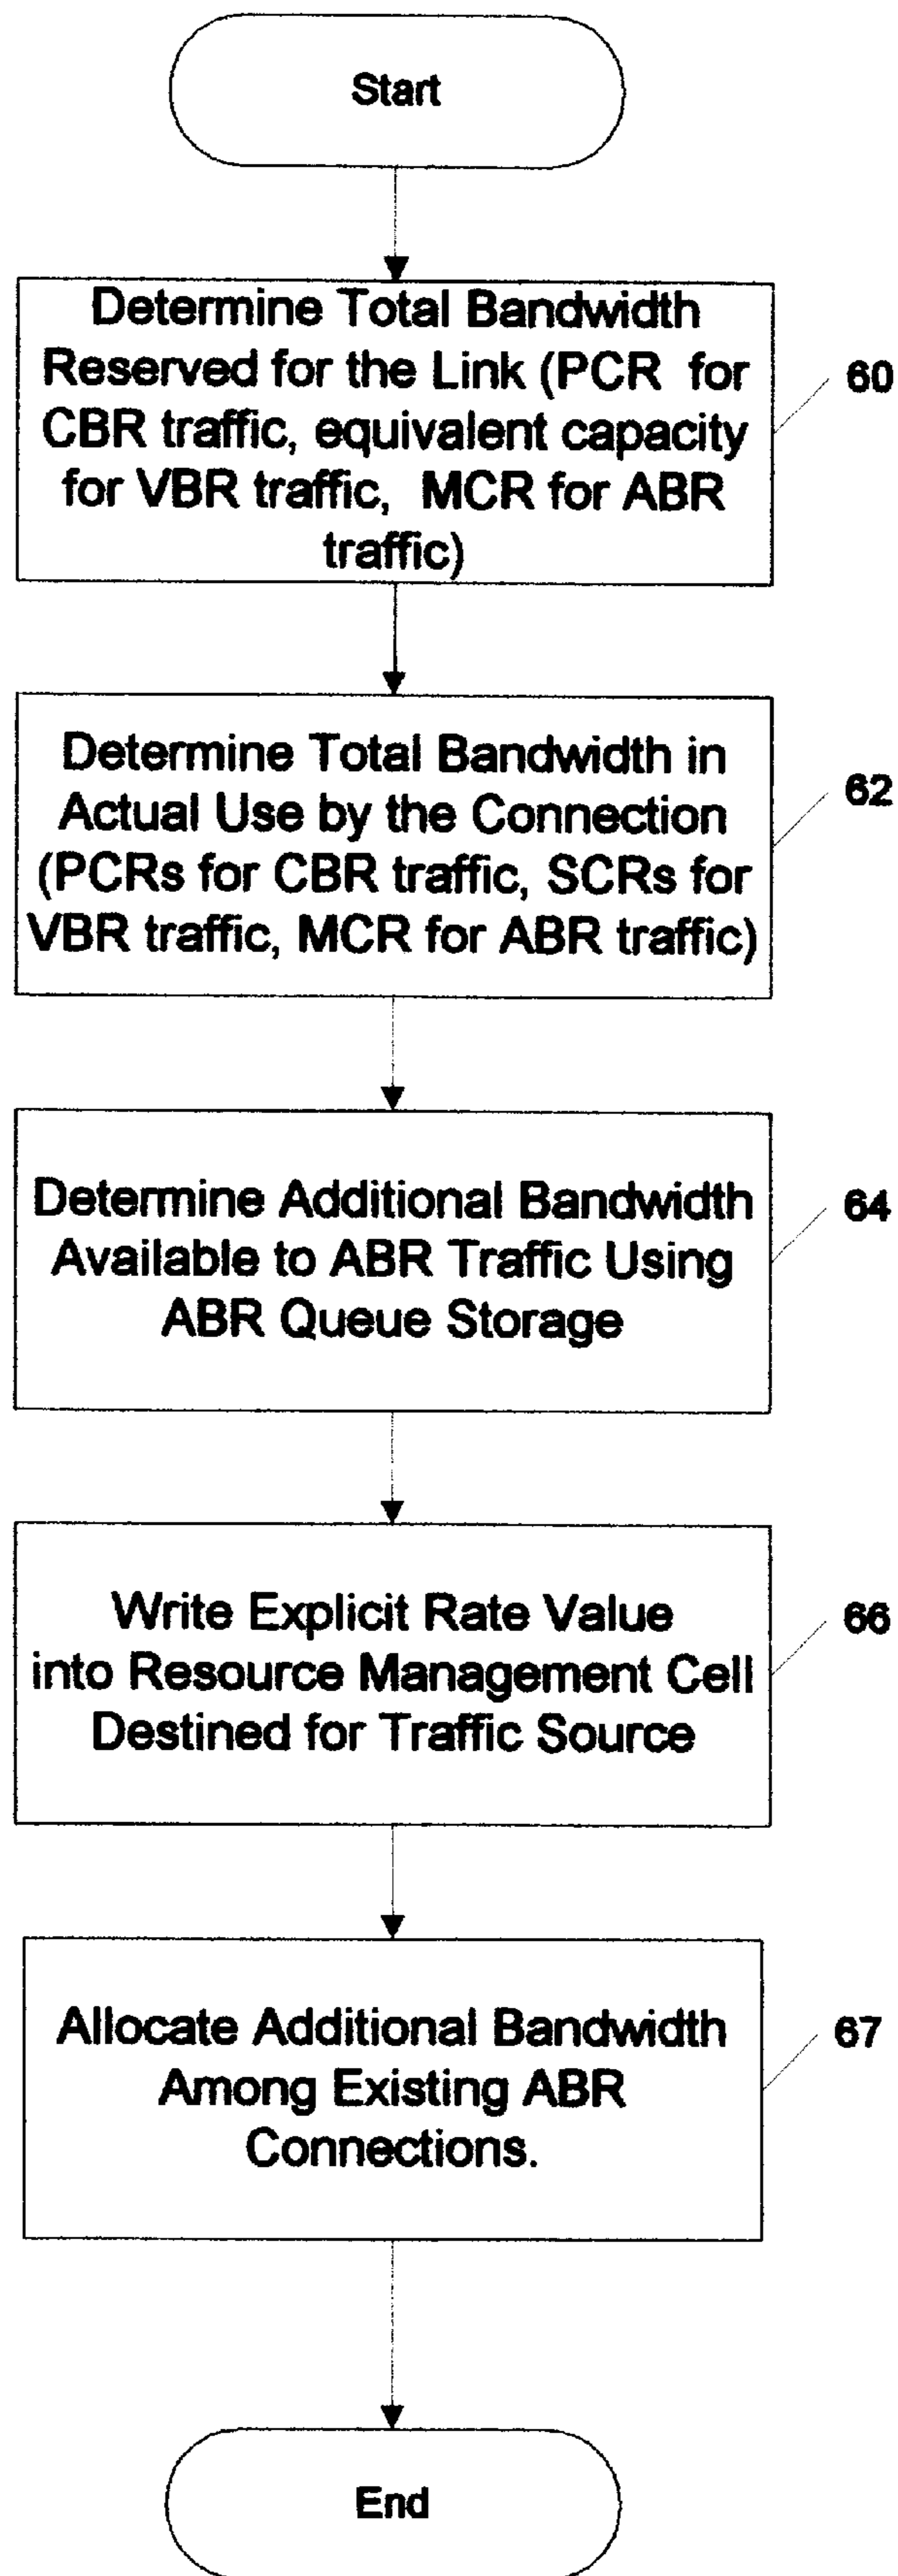 Start
Determine Total Bandwidth
Reserved for the Link (PCR for
CBR traffic, equivalent capacity
for VBR traffic, MCR for ABR
traffic)
60
Determine Total Bandwidth in
Actual Use by the Connection
(PCRs for CBR traffic, SCRs for
VBR traffic, MCR for ABR traffic)
62
Determine Additional Bandwidth
Available to ABR Traffic Using
ABR Queue Storage
64
Write Explicit Rate Value
into Resource Management Cell
Destined for Traffic Source
66
Allocate Additional Bandwidth
Among Existing ABR
Connections.
67
End